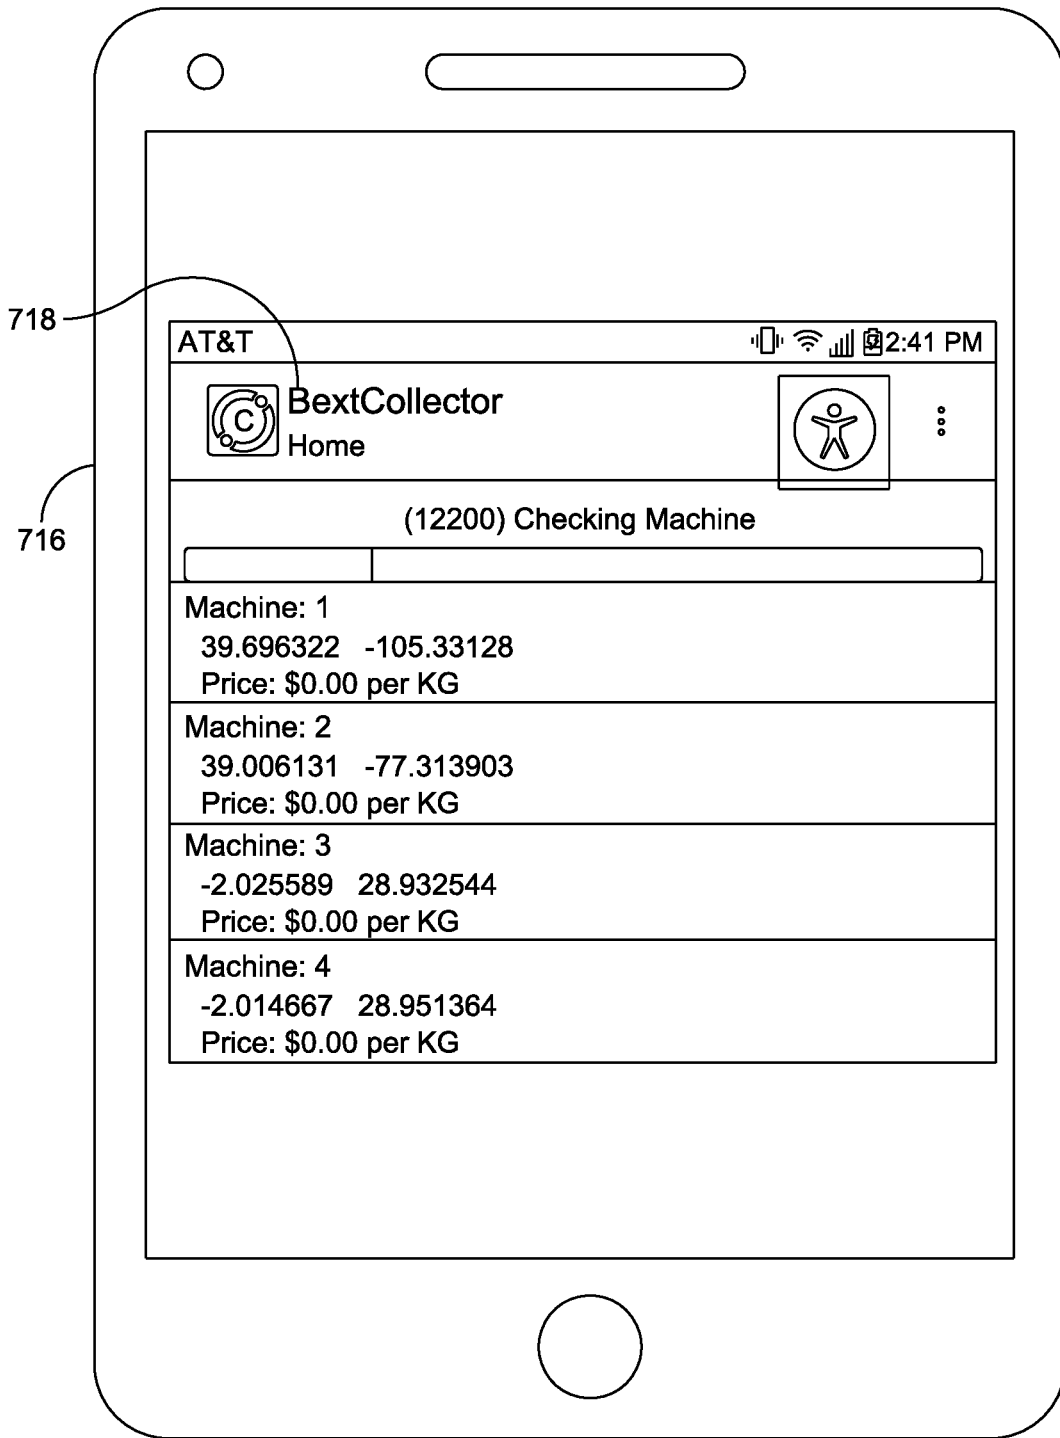 718
AT&T 2:41 PM
C
BextCollector
Home
716
(12200) Checking Machine
Machine: 1
39.696322 -105.33128
Price: $0.00 per KG
Machine: 2
39.006131 -77.313903
Price: $0.00 per KG
Machine: 3
-2.025589 28.932544
Price: $0.00 per KG
Machine: 4
-2.014667 28.951364
Price: $0.00 per KG